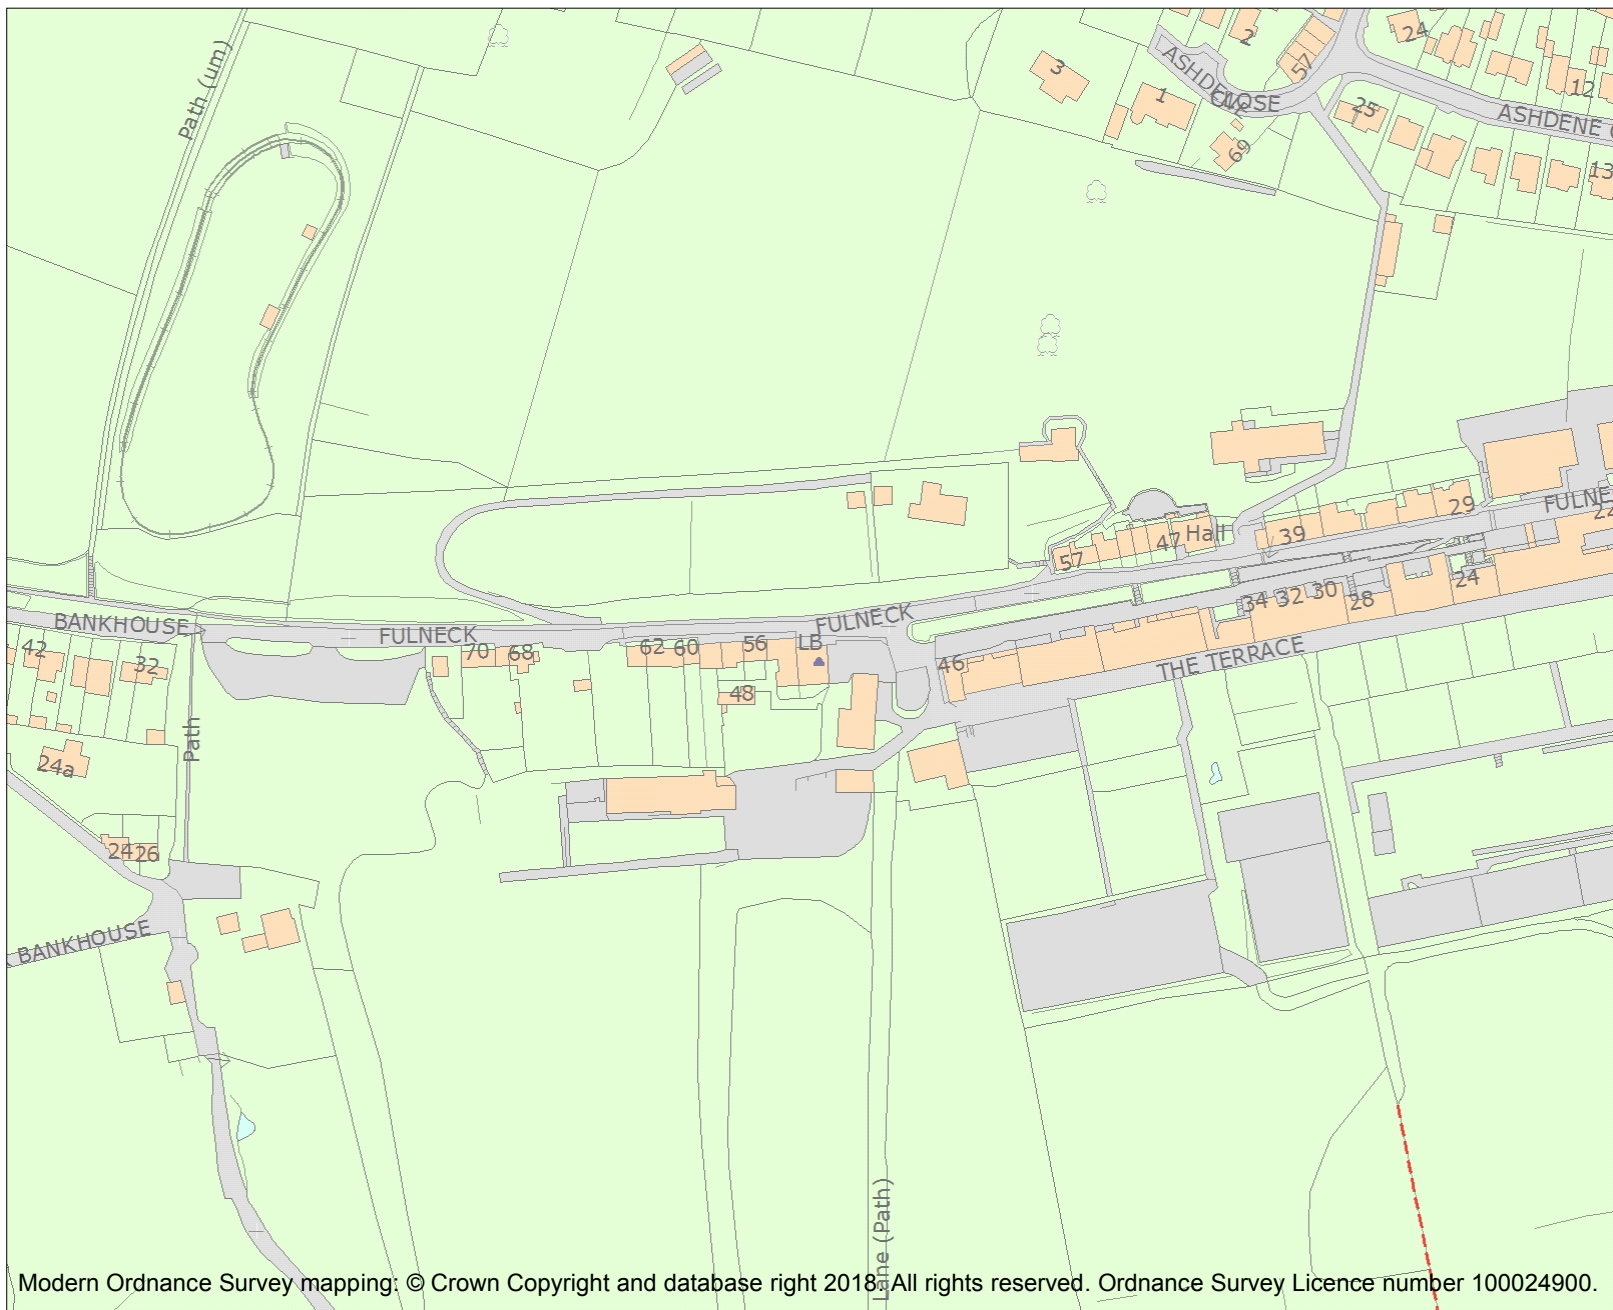 Path (um)
3
1
2
57
24
12
ASHDENE
CLOSE
25
69
ASHDENE
13
BANKHOUSE
FULNECK
FULNECK
57
47
Hall
39
29
24
34
32
30
28
42
32
70
68
62
60
56
LB
46
THE TERRACE
48
Path
24a
24
26
BANKHOUSE
Lane (Path)
Modern Ordnance Survey mapping: © Crown Copyright and database right 2018. All rights reserved. Ordnance Survey Licence number 100024900.